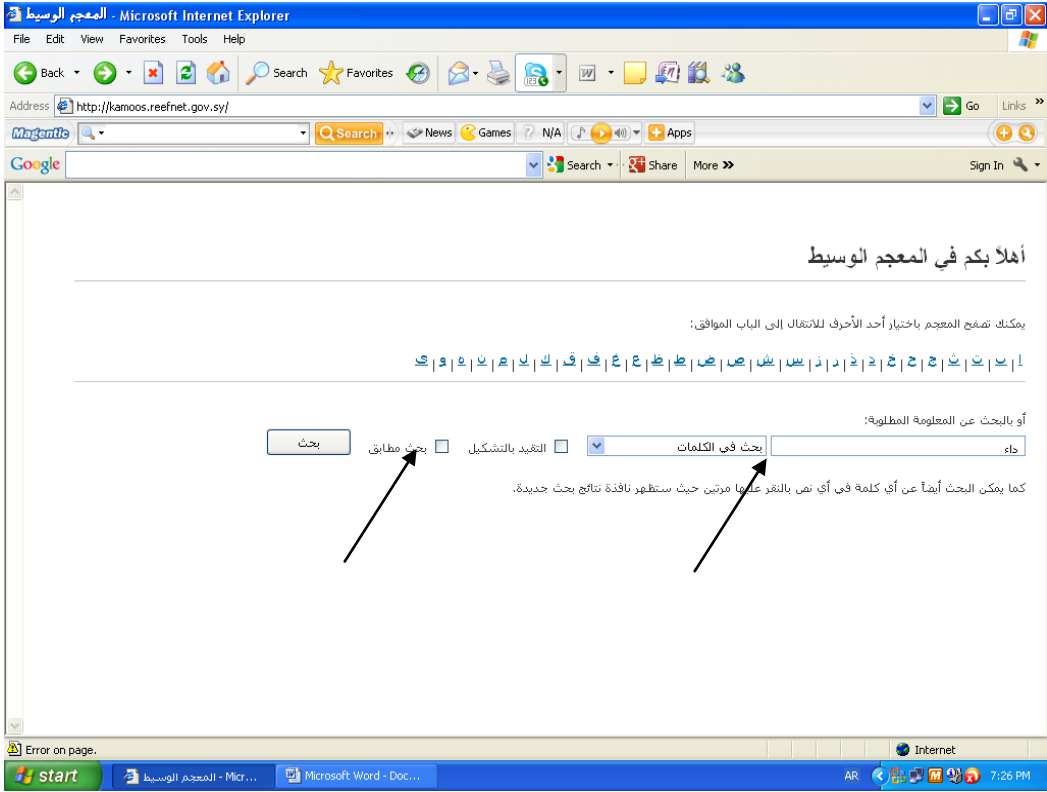 المعجم الوسيط - Microsoft Internet Explorer
File Edit View Favorites Tools Help
Back Search Favorites
Address http://kamoos.reefnet.gov.sy/ Go Links »
Magentic Search News Games N/A Apps
Google Search Share More » Sign In
أهلاً بكم في المعجم الوسيط
يمكنك تصفح المعجم باختيار أحد الأحرف للانتقال إلى الباب الموافق:
ا | ب | ت | ث | ج | ح | خ | د | ذ | ر | ز | س | ش | ص | ض | ط | ظ | ع | غ | ف | ق | ك | ل | م | ن | ه | و | ي
أو بالبحث عن المعلومة المطلوبة:
داء بحث في الكلمات التقيد بالتشكيل بحث مطابق بحث
كما يمكن البحث أيضاً عن أي كلمة في أي نص بالنقر عليها مرتين حيث ستظهر نافذة نتائج بحث جديدة.
Error on page. Internet
start المعجم الوسيط - Micr... Microsoft Word - Doc... AR 7:26 PM